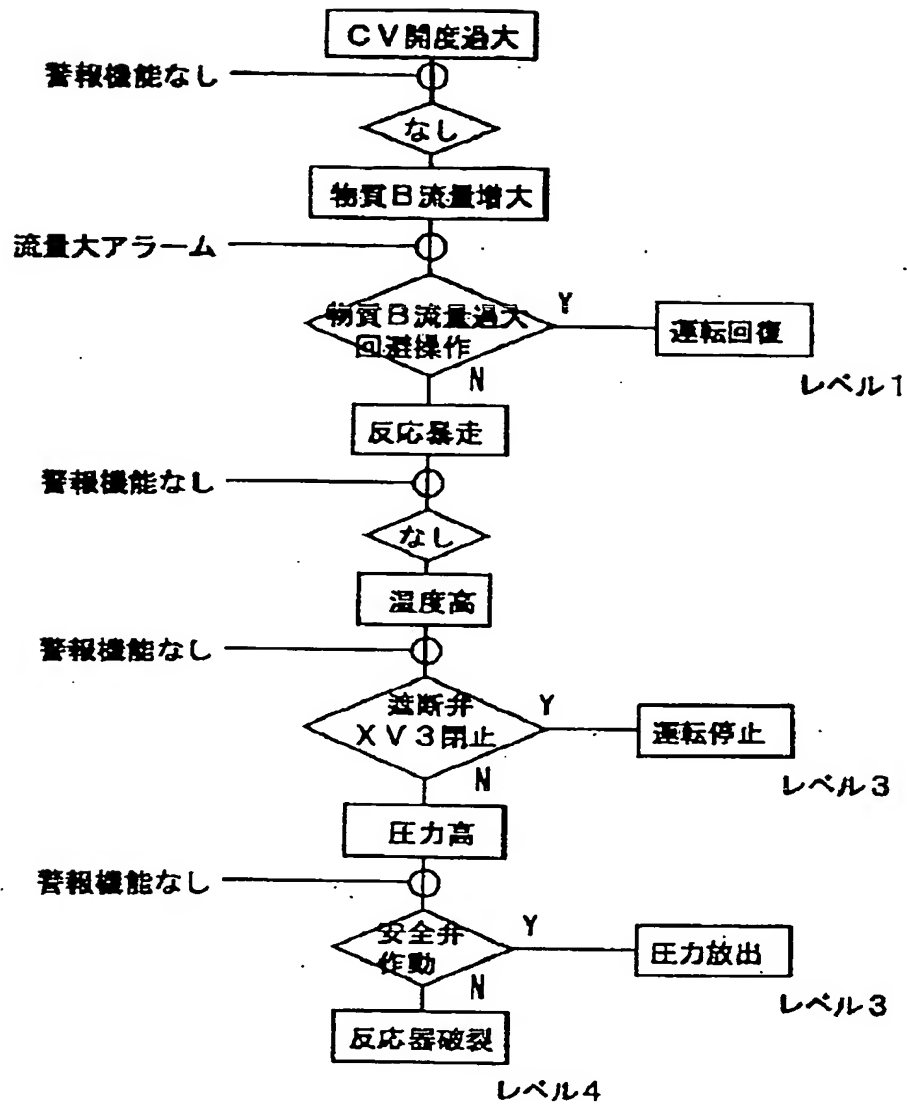 CV開度過大
警報機能なし
なし
物質B流量増大
流量大アラーム
物質B流量過大
回避操作
Y
運転回復
レベル1
N
反応暴走
警報機能なし
なし
温度高
警報機能なし
遮断弁
XV3閉止
Y
運転停止
レベル3
N
圧力高
警報機能なし
安全弁
作動
Y
圧力放出
レベル3
N
反応器破裂
レベル4